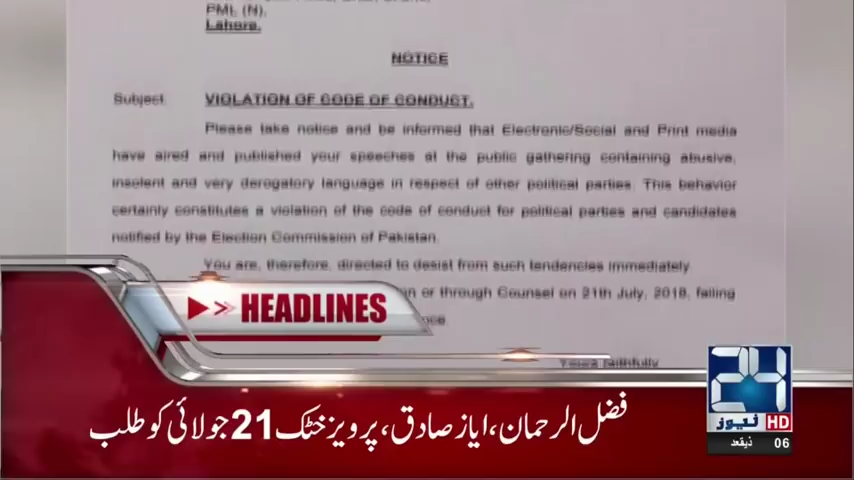 PML (N),
Lahore.
NOTICE
Subject: VIOLATION OF CODE OF CONDUCT.
Please take notice and be informed that Electronic/Social and Print media
have aired and published your speeches at the public gathering containing abusive,
insolent and very derogatory language in respect of other political parties. This behavior
certainly constitutes a violation of the code of conduct for political parties and candidates
notified by the Election Commission of Pakistan.
You are, therefore, directed to desist from such tendencies immediately
or through Counsel on 21th July, 2018, failing
Yours faithfully
HEADLINES
فضل الرحمان، ایاز صادق، پرویز خٹک 21 جولائی کو طلب
24
نیوز HD
06 ذیقعد